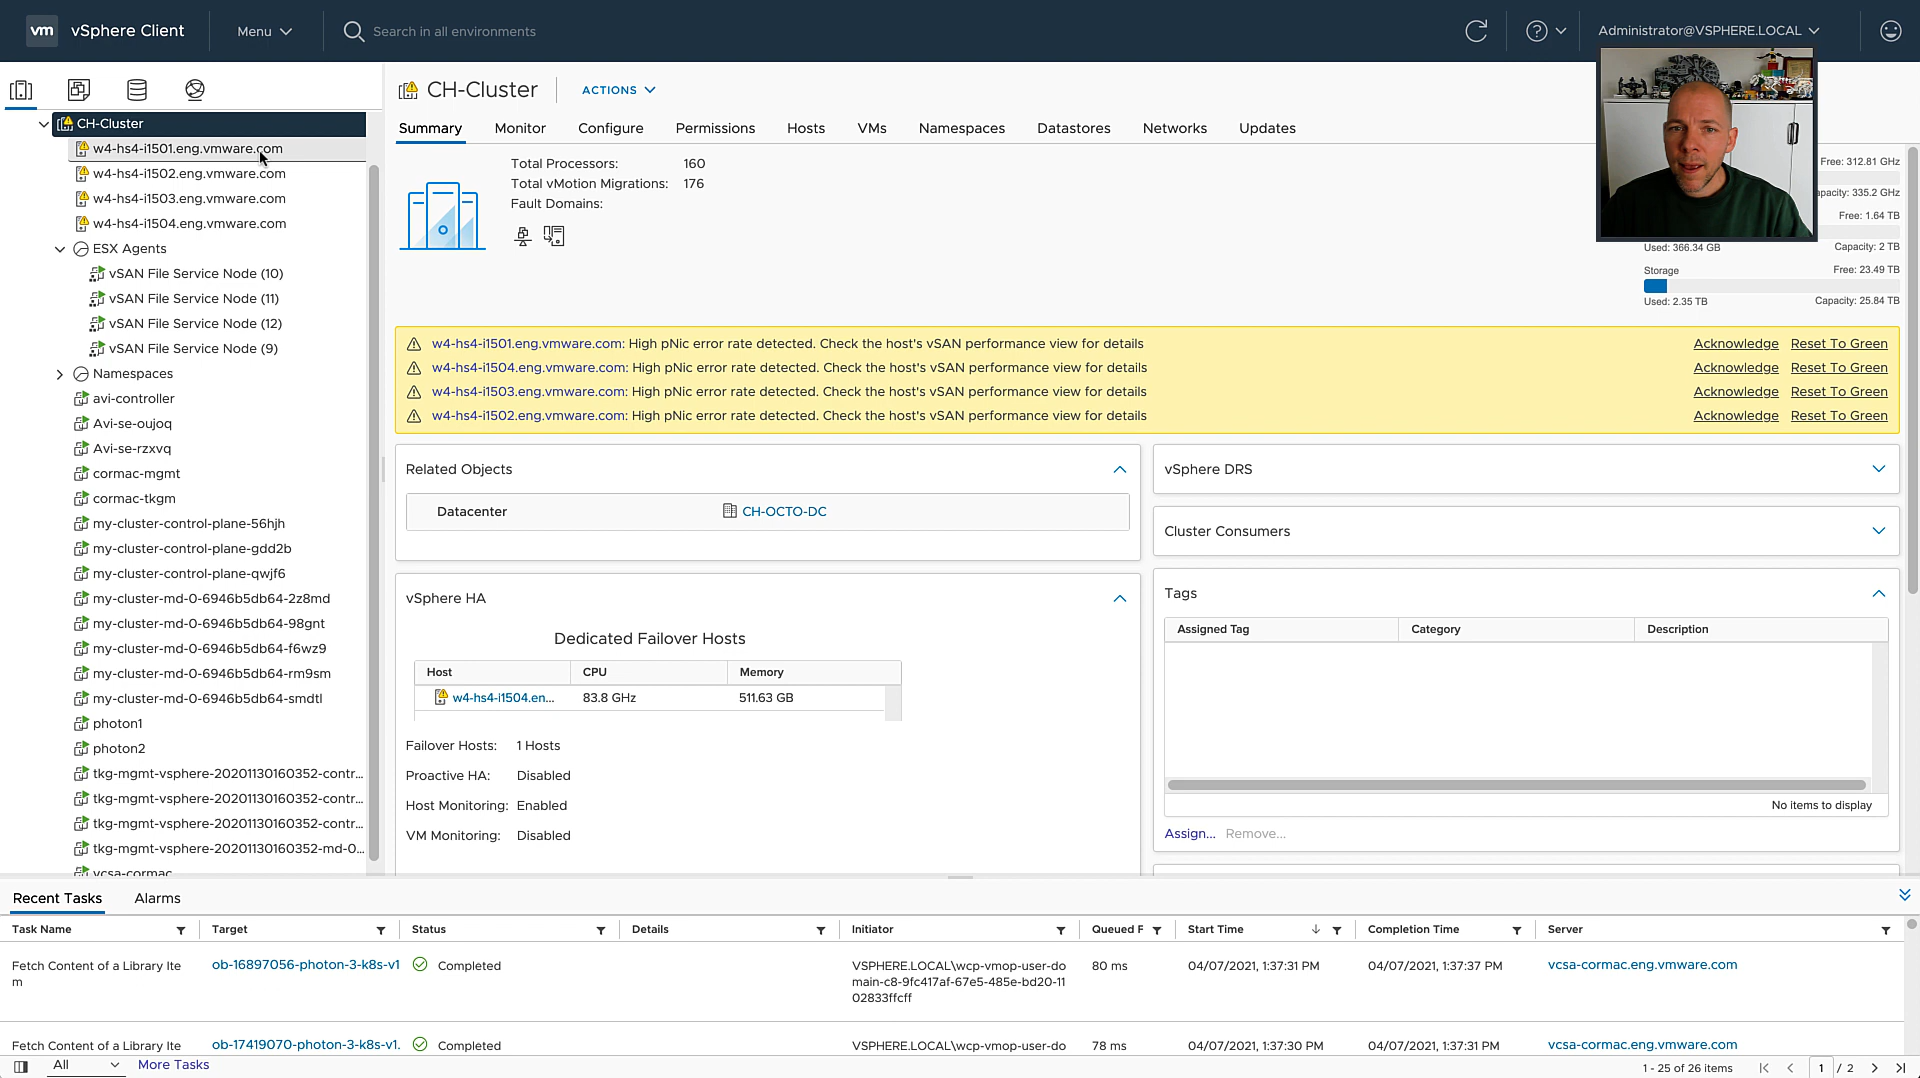 vm vSphere Client Menu Search in all environments Administrator@VSPHERE.LOCAL
CH-Cluster
w4-hs4-i1501.eng.vmware.com
w4-hs4-i1502.eng.vmware.com
w4-hs4-i1503.eng.vmware.com
w4-hs4-i1504.eng.vmware.com
ESX Agents
vSAN File Service Node (10)
vSAN File Service Node (11)
vSAN File Service Node (12)
vSAN File Service Node (9)
Namespaces
avi-controller
Avi-se-oujoq
Avi-se-rzxvq
cormac-mgmt
cormac-tkgm
my-cluster-control-plane-56hjh
my-cluster-control-plane-gdd2b
my-cluster-control-plane-qwjf6
my-cluster-md-0-6946b5db64-2z8md
my-cluster-md-0-6946b5db64-98gnt
my-cluster-md-0-6946b5db64-f6wz9
my-cluster-md-0-6946b5db64-rm9sm
my-cluster-md-0-6946b5db64-smdtl
photon1
photon2
tkg-mgmt-vsphere-20201130160352-contr...
tkg-mgmt-vsphere-20201130160352-contr...
tkg-mgmt-vsphere-20201130160352-contr...
tkg-mgmt-vsphere-20201130160352-md-0...
vcsa-cormac
CH-Cluster ACTIONS
Summary Monitor Configure Permissions Hosts VMs Namespaces Datastores Networks Updates
Total Processors: 160
Total vMotion Migrations: 176
Fault Domains:
Free: 312.81 GHz
apacity: 335.2 GHz
Free: 1.64 TB
Used: 366.34 GB Capacity: 2 TB
Storage Free: 23.49 TB
Used: 2.35 TB Capacity: 25.84 TB
w4-hs4-i1501.eng.vmware.com: High pNic error rate detected. Check the host's vSAN performance view for details Acknowledge Reset To Green
w4-hs4-i1504.eng.vmware.com: High pNic error rate detected. Check the host's vSAN performance view for details Acknowledge Reset To Green
w4-hs4-i1503.eng.vmware.com: High pNic error rate detected. Check the host's vSAN performance view for details Acknowledge Reset To Green
w4-hs4-i1502.eng.vmware.com: High pNic error rate detected. Check the host's vSAN performance view for details Acknowledge Reset To Green
Related Objects
Datacenter CH-OCTO-DC
vSphere HA
Dedicated Failover Hosts
Host CPU Memory
w4-hs4-i1504.en... 83.8 GHz 511.63 GB
Failover Hosts: 1 Hosts
Proactive HA: Disabled
Host Monitoring: Enabled
VM Monitoring: Disabled
vSphere DRS
Cluster Consumers
Tags
Assigned Tag Category Description
No items to display
Assign... Remove...
Recent Tasks Alarms
Task Name Target Status Details Initiator Queued F Start Time Completion Time Server
Fetch Content of a Library Ite
m
ob-16897056-photon-3-k8s-v1 Completed
VSPHERE.LOCAL\wcp-vmop-user-do
main-c8-9fc417af-67e5-485e-bd20-11
02833ffcff
80 ms 04/07/2021, 1:37:31 PM 04/07/2021, 1:37:37 PM vcsa-cormac.eng.vmware.com
Fetch Content of a Library Ite ob-17419070-photon-3-k8s-v1. Completed VSPHERE.LOCAL\wcp-vmop-user-do 78 ms 04/07/2021, 1:37:30 PM 04/07/2021, 1:37:31 PM vcsa-cormac.eng.vmware.com
All More Tasks 1 - 25 of 26 items 1 / 2